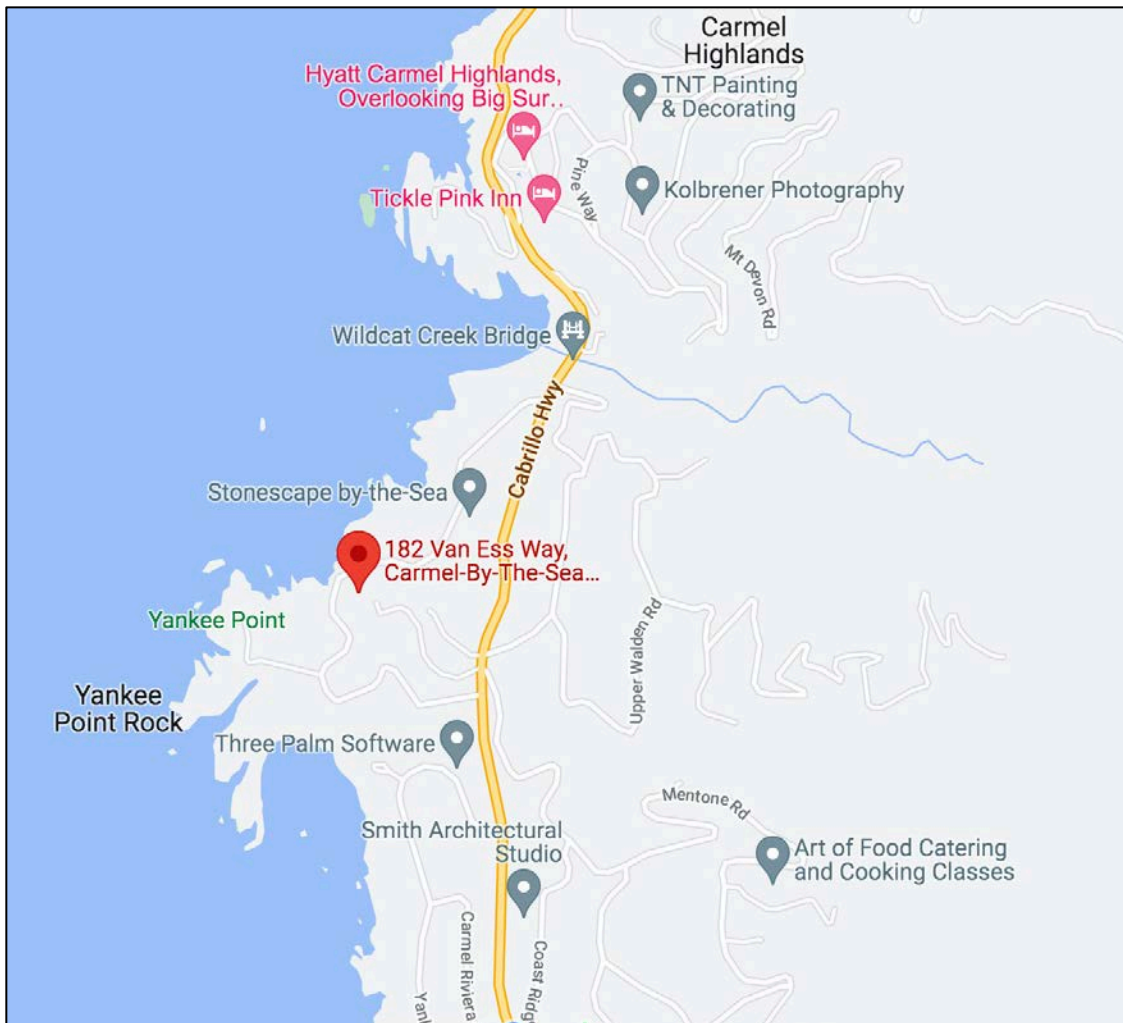 Carmel
Highlands
Hyatt Carmel Highlands,
Overlooking Big Sur..
TNT Painting
& Decorating
Pine Way
Tickle Pink Inn
Kolbrener Photography
Mt Devon Rd
Wildcat Creek Bridge
Cabrillo Hwy
Stonescape by-the-Sea
182 Van Ess Way,
Carmel-By-The-Sea...
Yankee Point
Upper Walden Rd
Yankee
Point Rock
Three Palm Software
Mentone Rd
Smith Architectural
Studio
Art of Food Catering
and Cooking Classes
Carmel Riviera
Coast Ridg
Yank